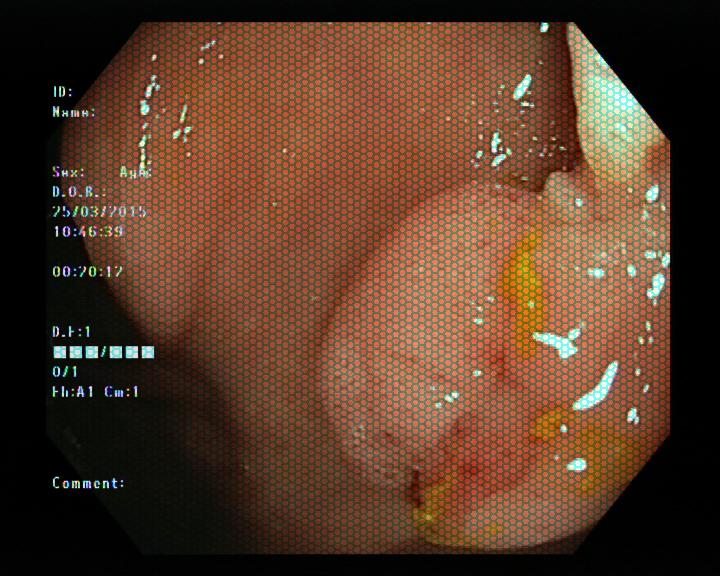 ID:
Name:
Sex: Age:
D.O.B.:
25/03/2015
10:46:39
00:20:12
D.F:1
■■■/■■■
0/1
Eh:A1 Cm:1
Comment: